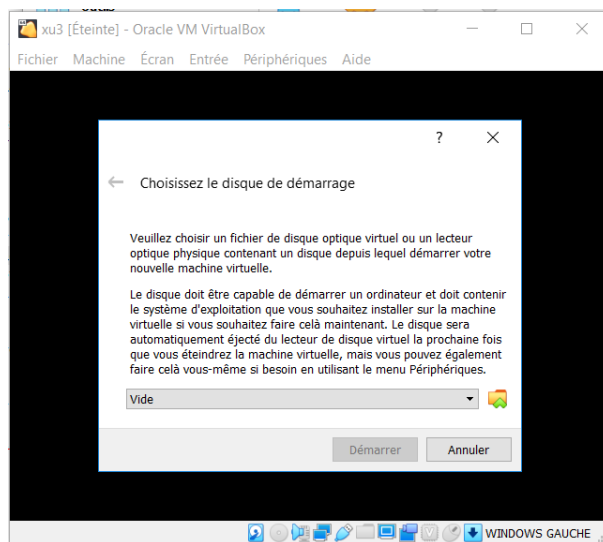 xu3 [Éteinte] - Oracle VM VirtualBox
Fichier Machine Écran Entrée Périphériques Aide
?
Choisissez le disque de démarrage
Veuillez choisir un fichier de disque optique virtuel ou un lecteur
optique physique contenant un disque depuis lequel démarrer votre
nouvelle machine virtuelle.
Le disque doit être capable de démarrer un ordinateur et doit contenir
le système d'exploitation que vous souhaitez installer sur la machine
virtuelle si vous souhaitez faire celà maintenant. Le disque sera
automatiquement éjecté du lecteur de disque virtuel la prochaine fois
que vous éteindrez la machine virtuelle, mais vous pouvez également
faire celà vous-même si besoin en utilisant le menu Périphériques.
Vide
Démarrer Annuler
WINDOWS GAUCHE